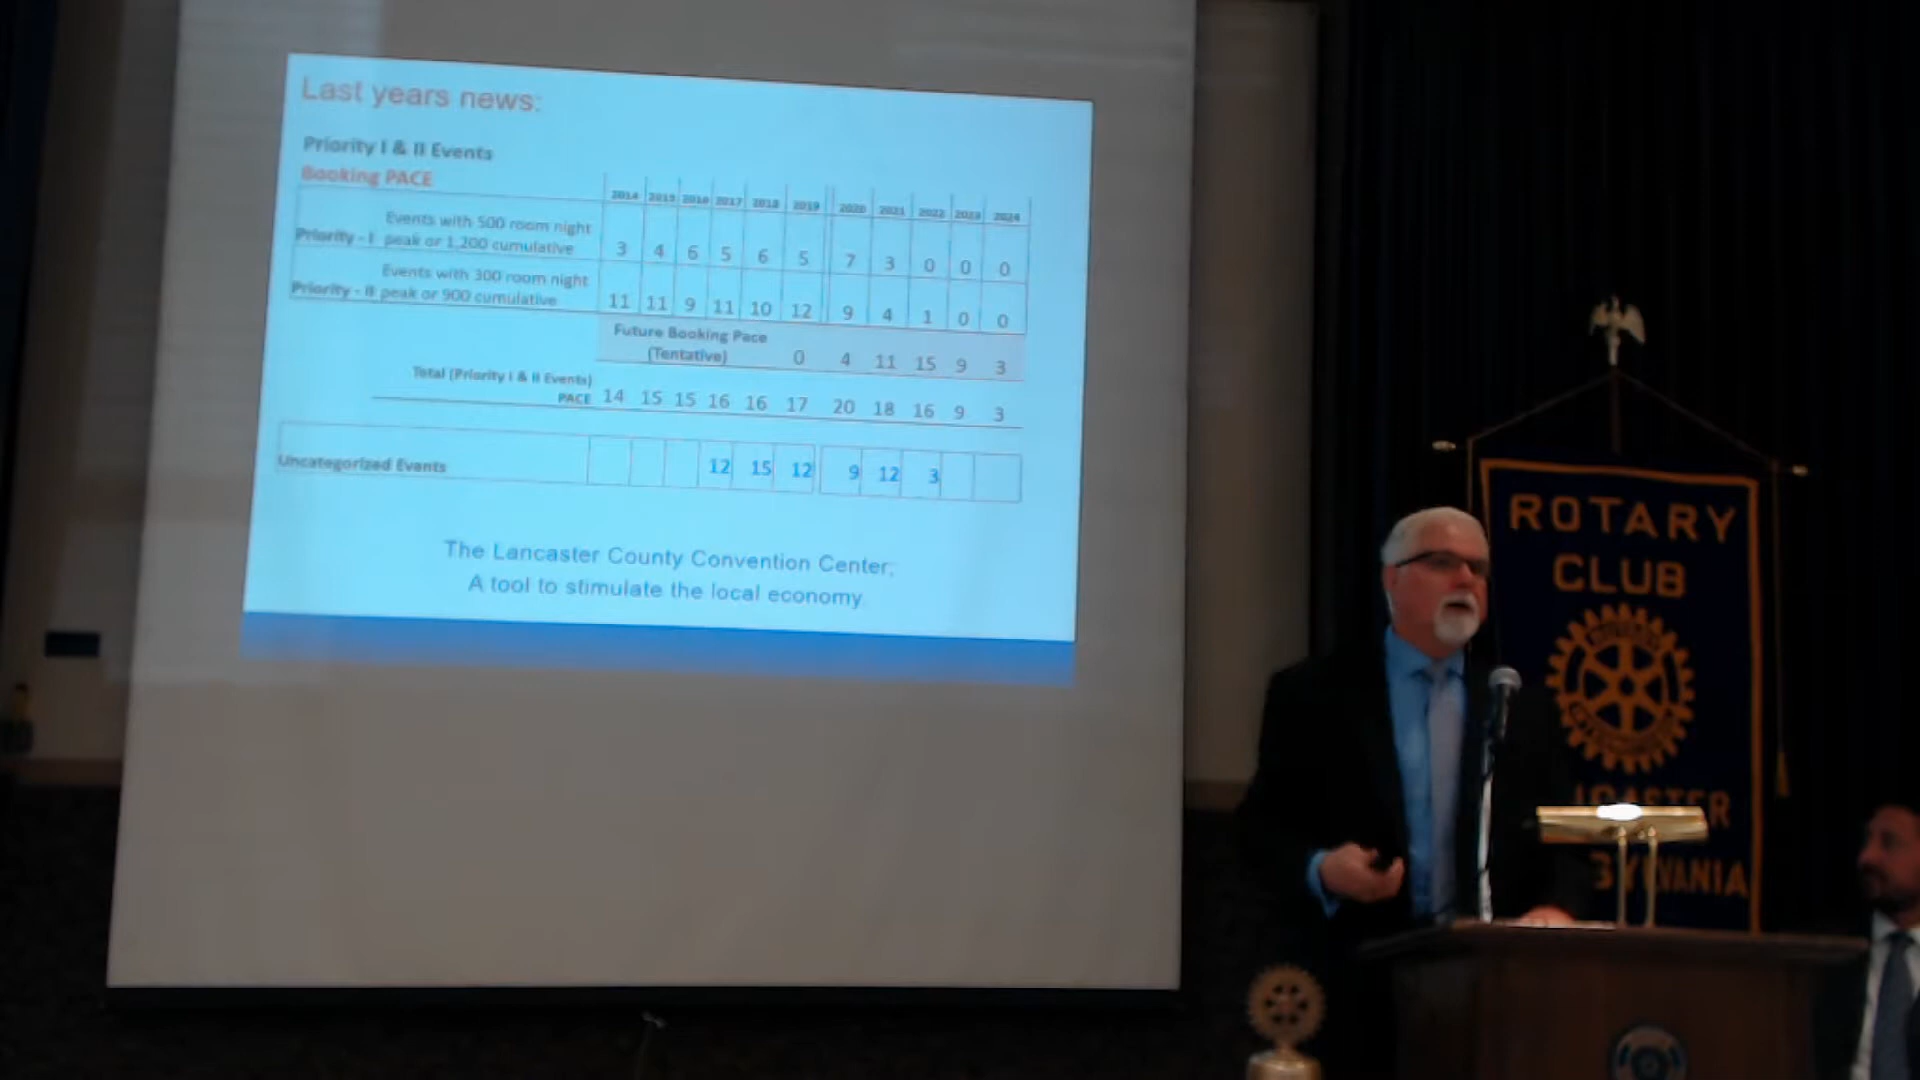 Last years news:
Priority I & II Events
Booking PACE
2014 2015 2016 2017 2018 2019 2020 2021 2022 2023 2024
Events with 500 room night
Priority - I peak or 1,200 cumulative 3 4 6 5 6 5 7 3 0 0 0
Events with 300 room night
Priority - II peak or 900 cumulative 11 11 9 11 10 12 9 4 1 0 0
Future Booking Pace
(Tentative) 0 4 11 15 9 3
Total (Priority I & II Events)
PACE 14 15 15 16 16 17 20 18 16 9 3
Uncategorized Events 12 15 12 9 12 3
The Lancaster County Convention Center;
A tool to stimulate the local economy
ROTARY
CLUB